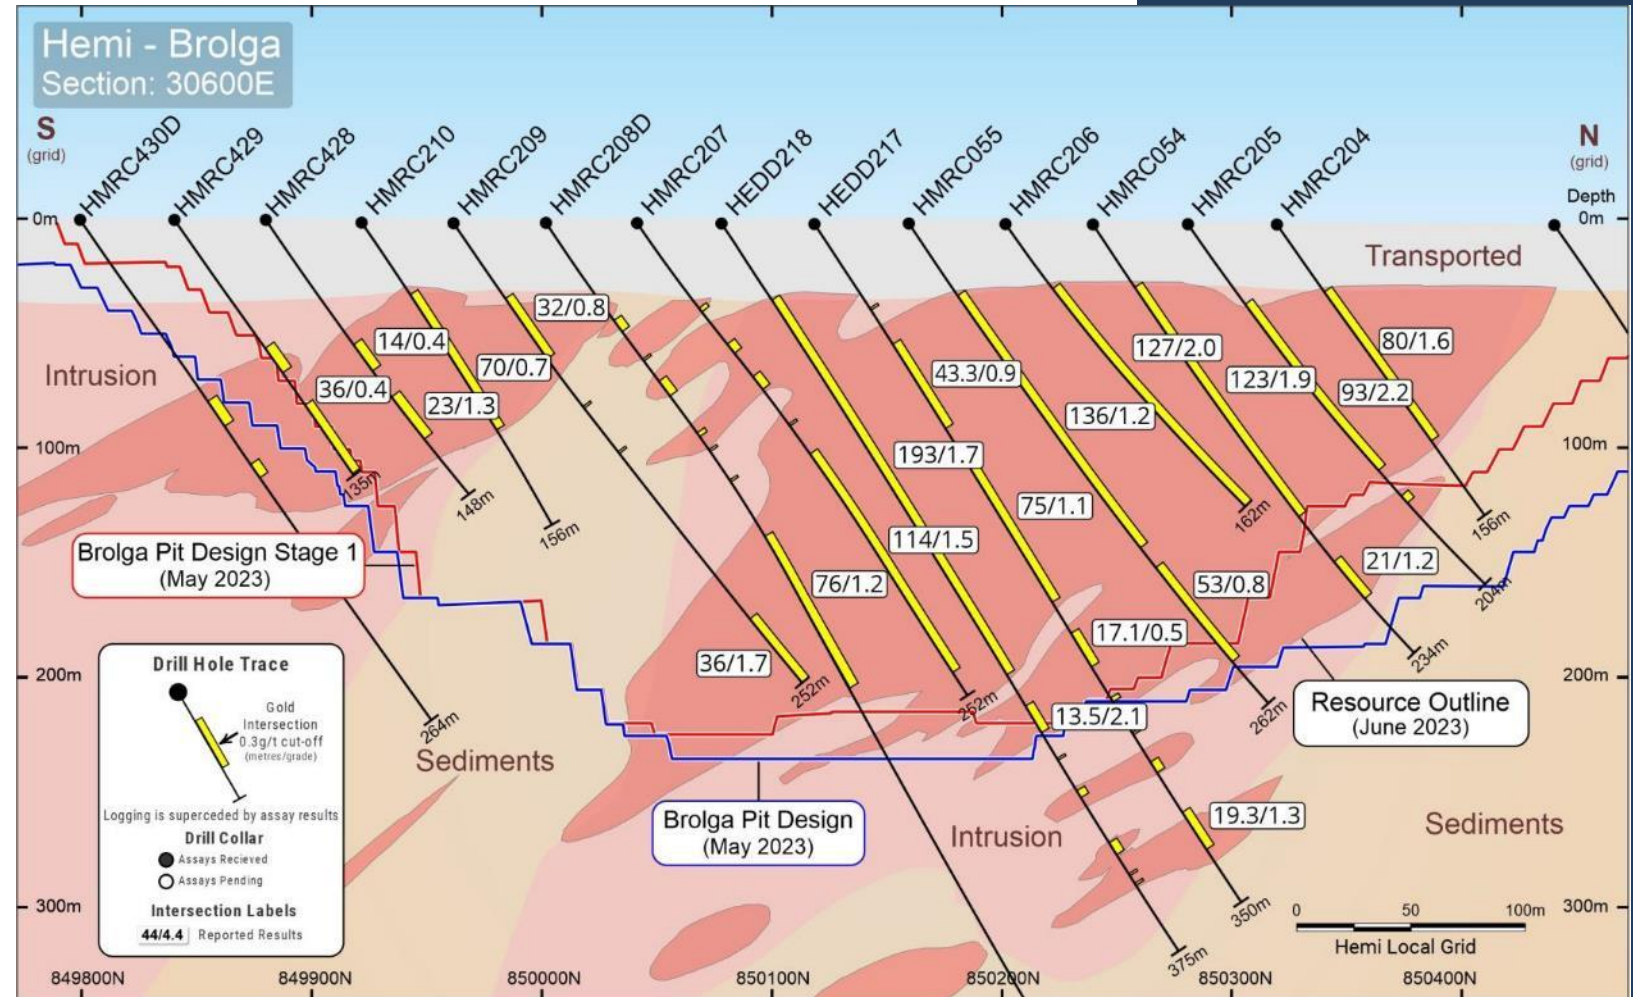 Hemi - Brolga
Section: 30600E
S
(grid)
HMRC430D
HMRC429
HMRC428
HMRC210
HMRC209
HMRC208D
HMRC207
HEDD218
HEDD217
HMRC055
HMRC206
HMRC054
HMRC205
HMRC204
N
(grid)
Depth
0m
0m
Transported
32/0.8
14/0.4
80/1.6
127/2.0
Intrusion
70/0.7
43.3/0.9
123/1.9
36/0.4
93/2.2
23/1.3
136/1.2
100m
100m
193/1.7
135m
148m
75/1.1
162m
156m
156m
114/1.5
Brolga Pit Design Stage 1
(May 2023)
21/1.2
76/1.2
53/0.8
204m
17.1/0.5
234m
36/1.7
200m
200m
252m
252m
262m
264m
13.5/2.1
Resource Outline
(June 2023)
Sediments
Drill Hole Trace
Gold
Intersection
0.3g/t cut-off
(metres/grade)
Logging is superceded by assay results
Drill Collar
Assays Recieved
Assays Pending
Intersection Labels
44/4.4 Reported Results
Brolga Pit Design
(May 2023)
Intrusion
19.3/1.3
Sediments
300m
300m
350m
375m
0 50 100m
Hemi Local Grid
849800N
849900N
850000N
850100N
850200N
850300N
850400N